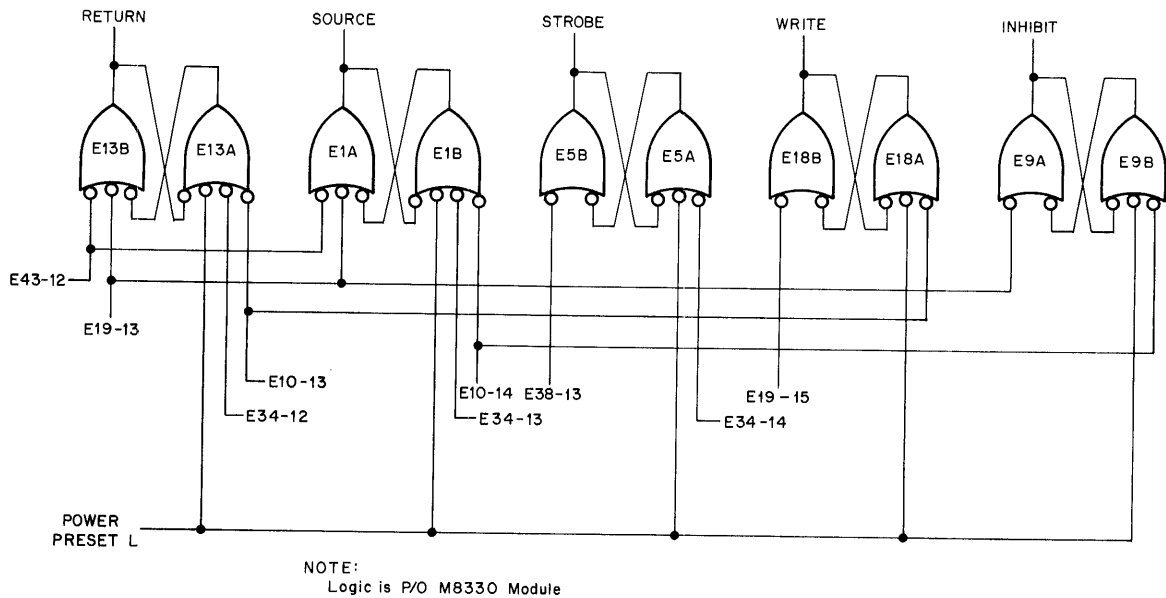 RETURN
SOURCE
STROBE
WRITE
INHIBIT
E13B
E13A
E1A
E1B
E5B
E5A
E18B
E18A
E9A
E9B
E43-12
E19-13
E10-13
E34-12
E10-14
E34-13
E38-13
E19-15
E34-14
POWER
PRESET L
NOTE:
Logic is P/O M8330 Module